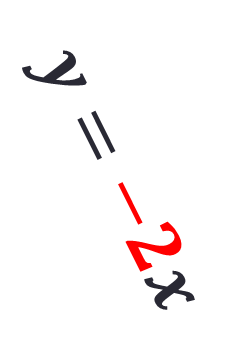 y = −2x